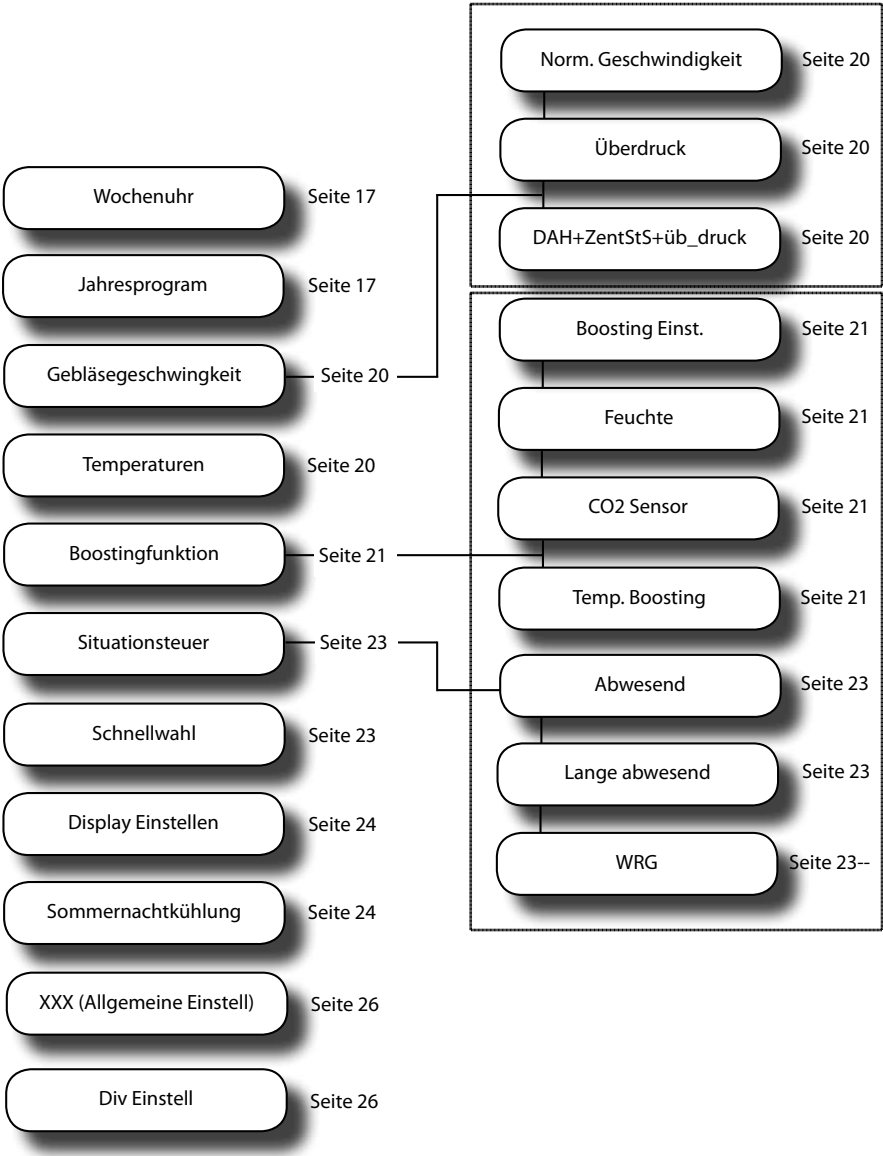 Wochenuhr Seite 17
Jahresprogram Seite 17
Gebläsegeschwingkeit Seite 20
Temperaturen Seite 20
Boostingfunktion Seite 21
Situationsteuer Seite 23
Schnellwahl Seite 23
Display Einstellen Seite 24
Sommernachtkühlung Seite 24
XXX (Allgemeine Einstell) Seite 26
Div Einstell Seite 26
Norm. Geschwindigkeit Seite 20
Überdruck Seite 20
DAH+ZentStS+üb_druck Seite 20
Boosting Einst. Seite 21
Feuchte Seite 21
CO2 Sensor Seite 21
Temp. Boosting Seite 21
Abwesend Seite 23
Lange abwesend Seite 23
WRG Seite 23--